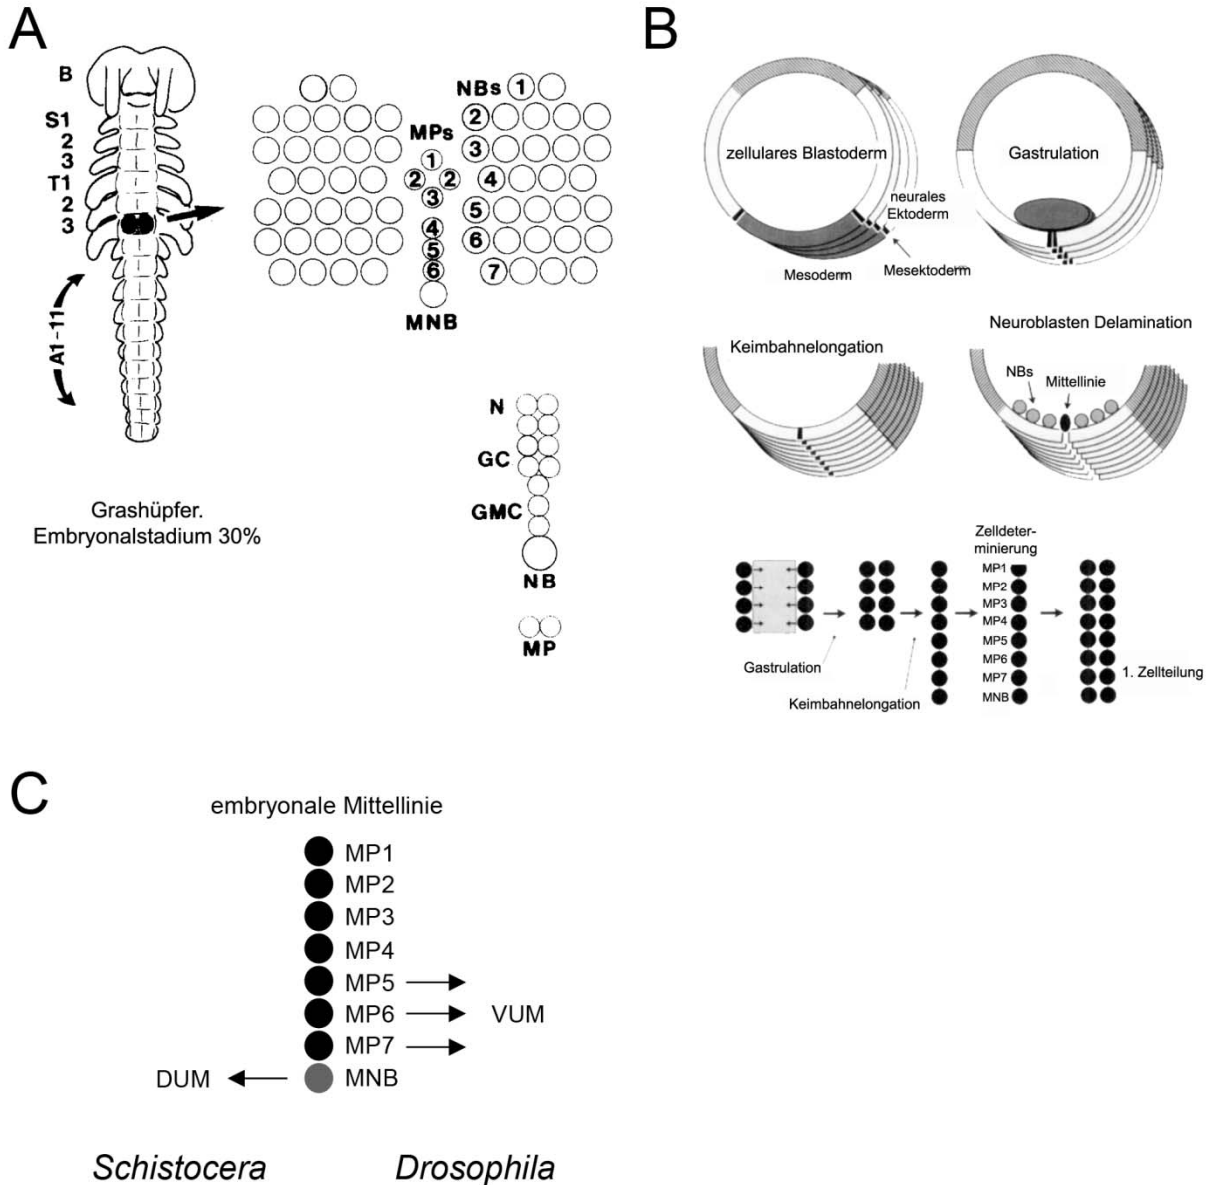 A
B
S1
2
3
T1
2
3
A1-11
NBs
1
2
3
4
5
6
7
MPs
1
2 2
3
4
5
6
MNB
N
GC
GMC
NB
MP
Grashüpfer.
Embryonalstadium 30%
B
zellulares Blastoderm
Gastrulation
neurales
Ektoderm
Mesoderm
Mesektoderm
Keimbahnelongation
Neuroblasten Delamination
NBs
Mittellinie
Zelldeter-
minierung
MP1
MP2
MP3
MP4
MP5
MP6
MP7
MNB
Gastrulation
Keimbahnelongation
1. Zellteilung
C
embryonale Mittellinie
MP1
MP2
MP3
MP4
MP5
MP6 VUM
MP7
DUM MNB
Schistocera Drosophila